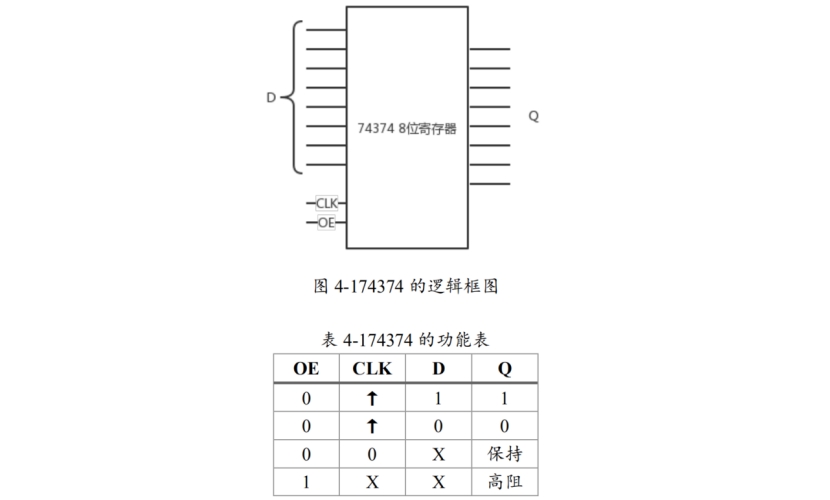 D
74374 8位寄存器
Q
CLK
OE
图 4-174374 的逻辑框图
表 4-174374 的功能表
OE CLK D Q
0 ↑ 1 1
0 ↑ 0 0
0 0 X 保持
1 X X 高阻